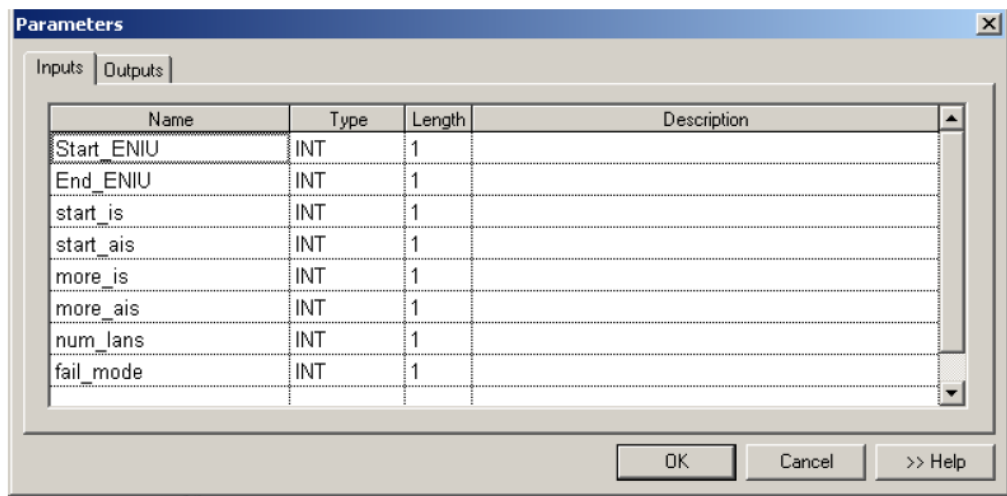 Parameters
Inputs Outputs
Name Type Length Description
Start_ENIU INT 1
End_ENIU INT 1
start_is INT 1
start_ais INT 1
more_is INT 1
more_ais INT 1
num_lans INT 1
fail_mode INT 1
OK Cancel >> Help